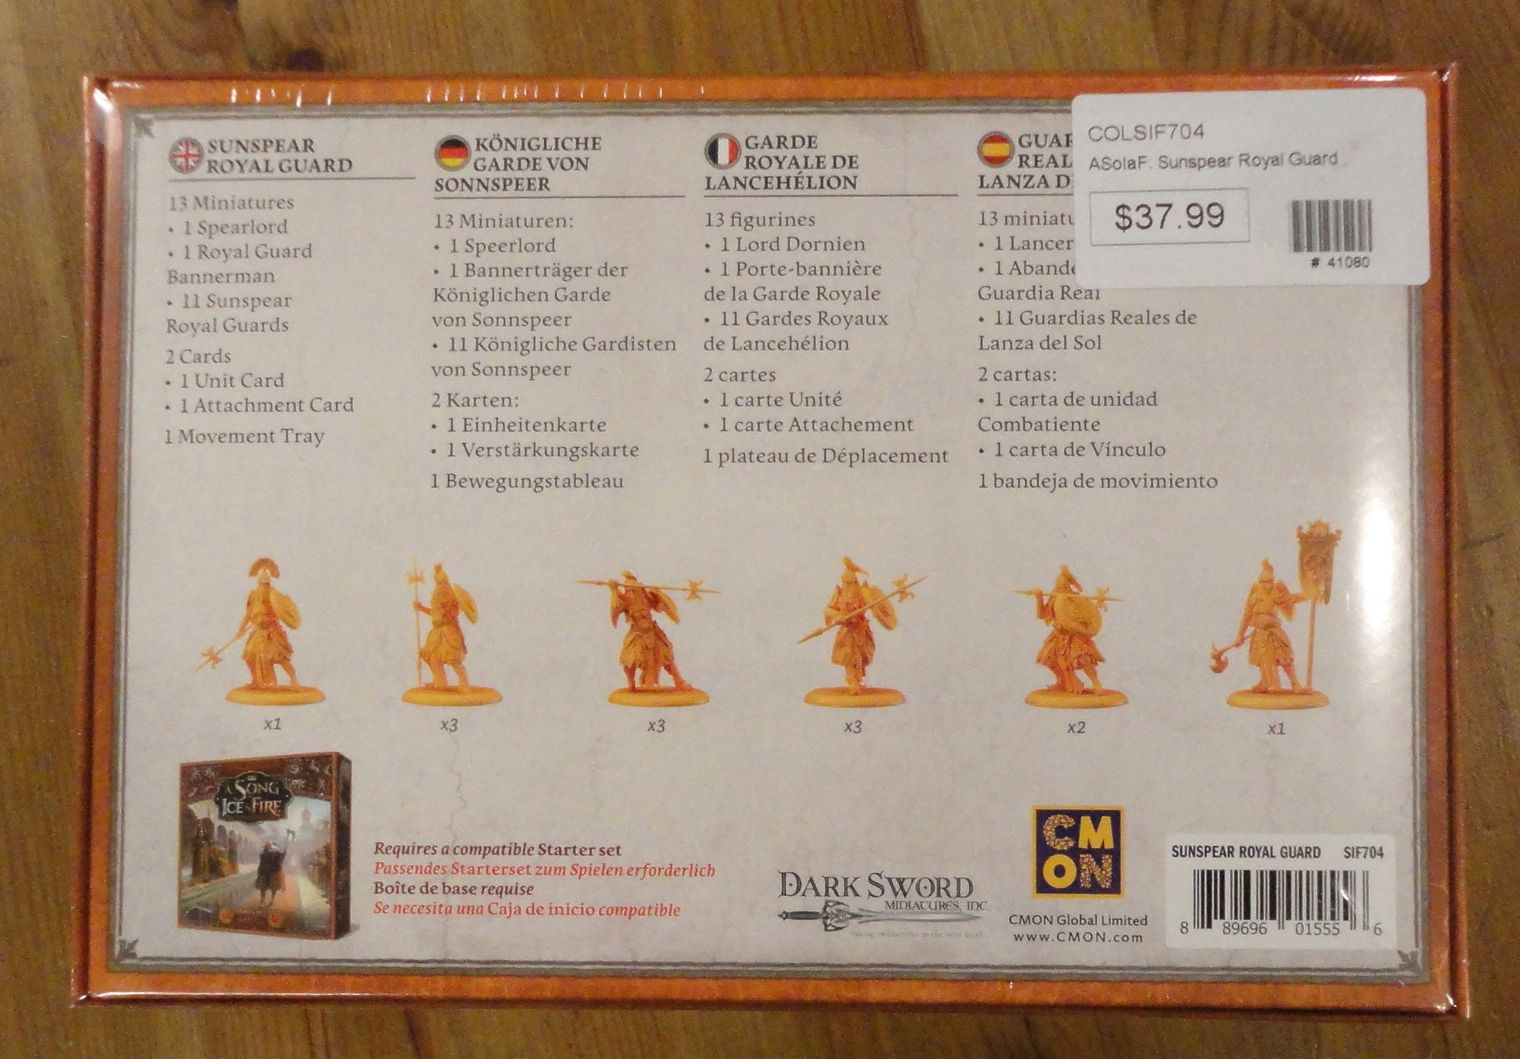 SUNSPEAR
ROYAL GUARD
13 Miniatures
• 1 Spearlord
• 1 Royal Guard
Bannerman
• 11 Sunspear
Royal Guards
2 Cards
• 1 Unit Card
• 1 Attachment Card
1 Movement Tray
KÖNIGLICHE
GARDE VON
SONNSPEER
13 Miniaturen:
• 1 Speerlord
• 1 Bannerträger der
Königlichen Garde
von Sonnspeer
• 11 Königliche Gardisten
von Sonnspeer
2 Karten:
• 1 Einheitenkarte
• 1 Verstärkungskarte
1 Bewegungstableau
GARDE
ROYALE DE
LANCEHÉLION
13 figurines
• 1 Lord Dornien
• 1 Porte-bannière
de la Garde Royale
• 11 Gardes Royaux
de Lancehélion
2 cartes
• 1 carte Unité
• 1 carte Attachement
1 plateau de Déplacement
GUAR
REAL
LANZA D
13 miniatu
• 1 Lancer
• 1 Aband
Guardia Real
• 11 Guardias Reales de
Lanza del Sol
2 cartas:
• 1 carta de unidad
Combatiente
• 1 carta de Vínculo
1 bandeja de movimiento
COLSIF704
ASoIaF. Sunspear Royal Guard
$37.99
# 41080
x1
x3
x3
x3
x2
x1
A SONG
ICE & FIRE
Requires a compatible Starter set
Passendes Starterset zum Spielen erforderlich
Boîte de base requise
Se necesita una Caja de inicio compatible
DARK SWORD
MINIATURES, INC.
CM
ON
CMON Global Limited
www.CMON.com
SUNSPEAR ROYAL GUARD SIF704
8 89696 01555 6